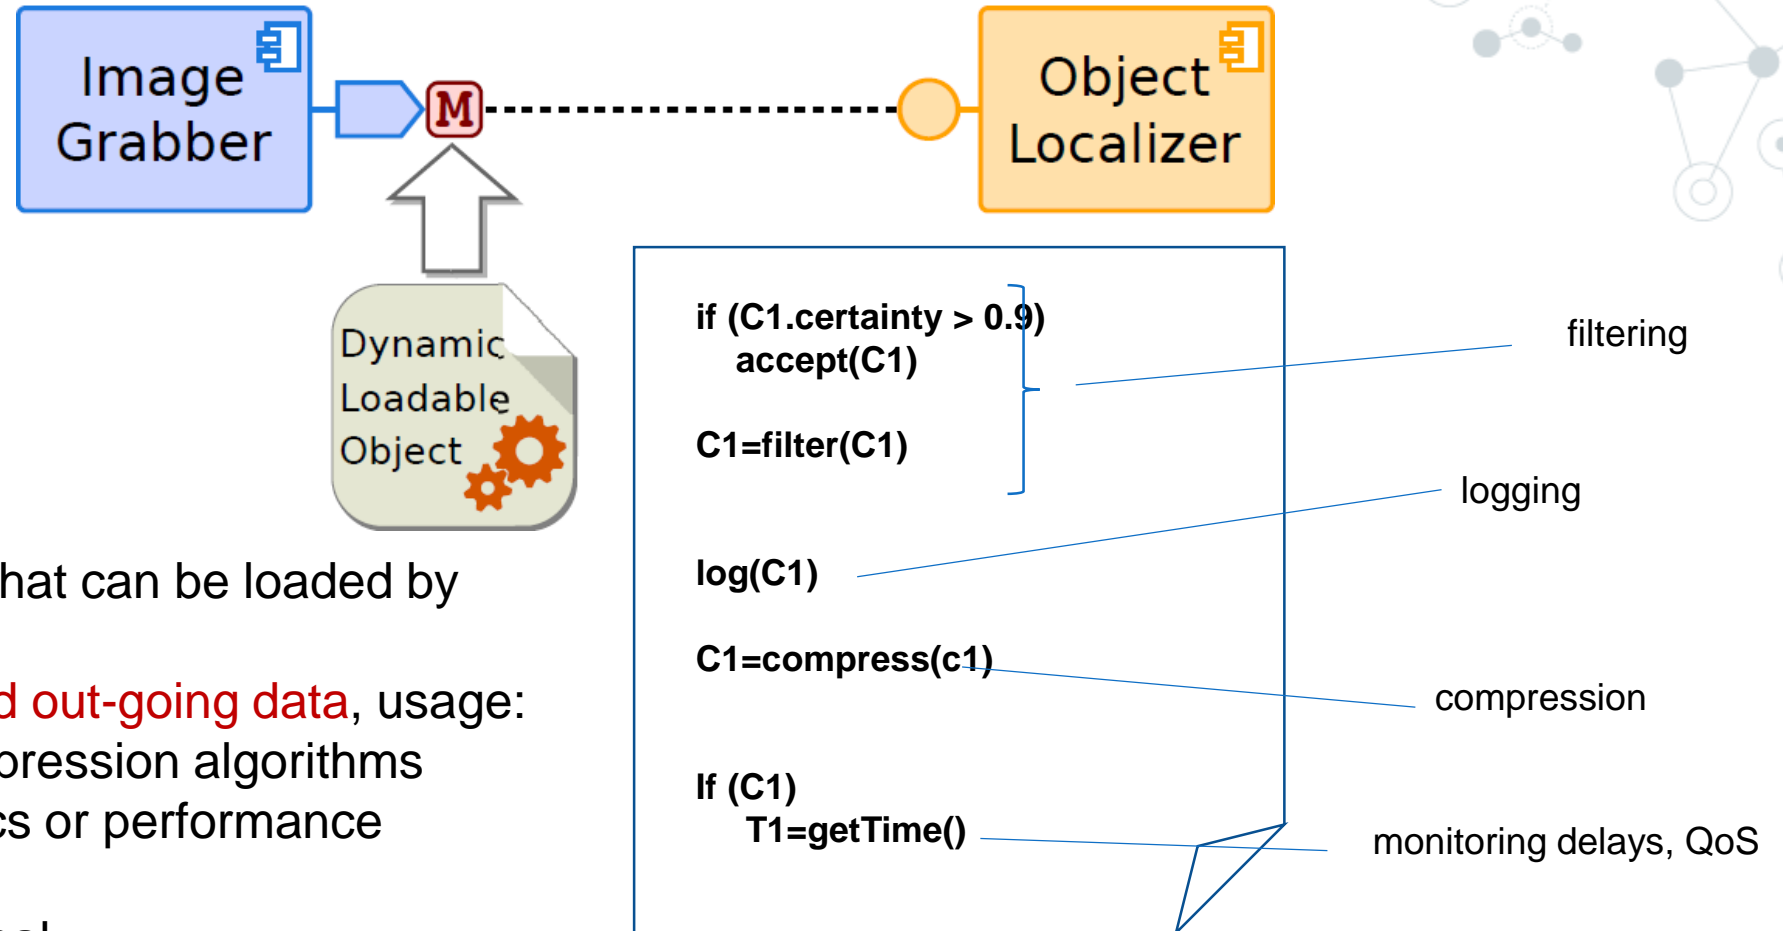 Image
Grabber
M
Object
Localizer
Dynamic
Loadable
Object
that can be loaded by
out-going data, usage:
pression algorithms
cs or performance
if (C1.certainty > 0.9)
accept(C1)
C1=filter(C1)
log(C1)
C1=compress(c1)
If (C1)
T1=getTime()
filtering
logging
compression
monitoring delays, QoS